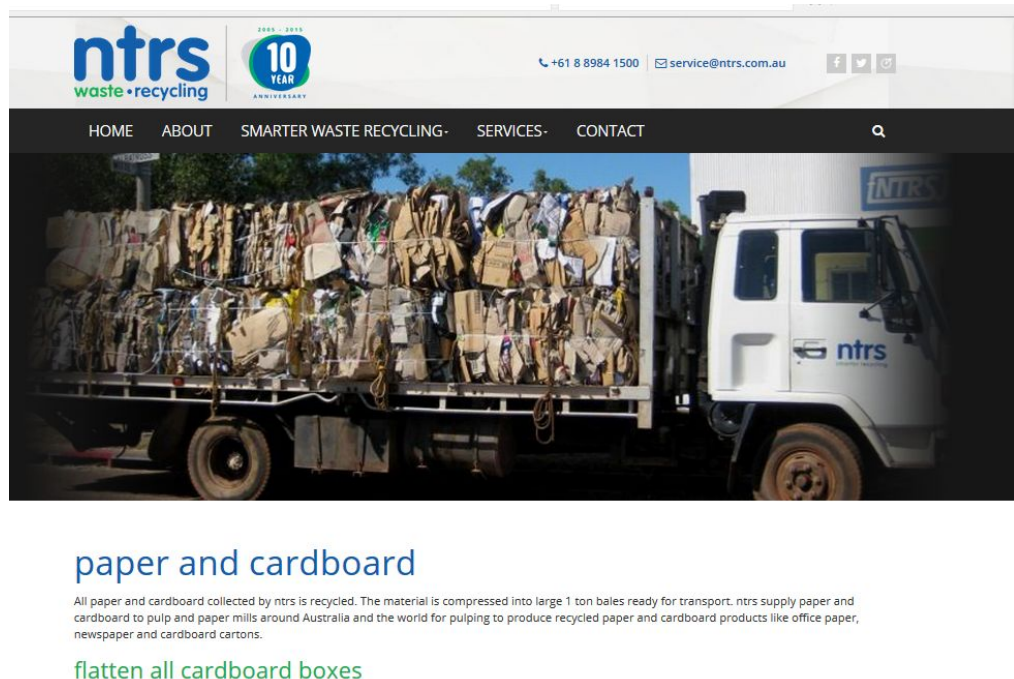 2005 - 2015
ntrs
waste • recycling
10
YEAR
ANNIVERSARY
+61 8 8984 1500
service@ntrs.com.au
HOME ABOUT SMARTER WASTE RECYCLING SERVICES CONTACT
NTRS
ntrs
smarter recycling
paper and cardboard
All paper and cardboard collected by ntrs is recycled. The material is compressed into large 1 ton bales ready for transport. ntrs supply paper and
cardboard to pulp and paper mills around Australia and the world for pulping to produce recycled paper and cardboard products like office paper,
newspaper and cardboard cartons.
flatten all cardboard boxes